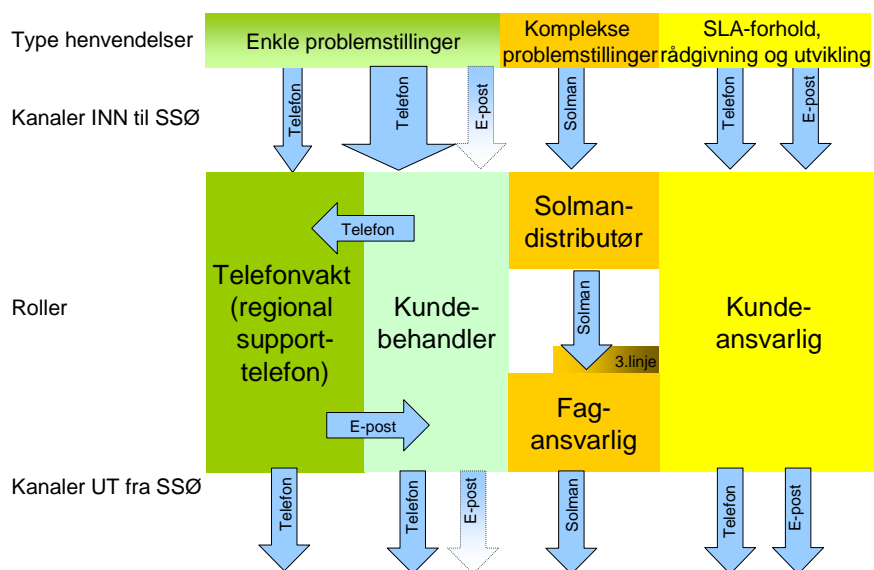 Type henvendelser
Enkle problemstillinger
Komplekse
problemstillinger
SLA-forhold,
rådgivning og utvikling
Kanaler INN til SSØ
Telefon
Telefon
E-post
Solman
Telefon
E-post
Roller
Telefonvakt
(regional
support-
telefon)
Telefon
E-post
Kunde-
behandler
Solman-
distributør
Solman
3.linje
Fag-
ansvarlig
Kunde-
ansvarlig
Kanaler UT fra SSØ
Telefon
Telefon
E-post
Solman
Telefon
E-post